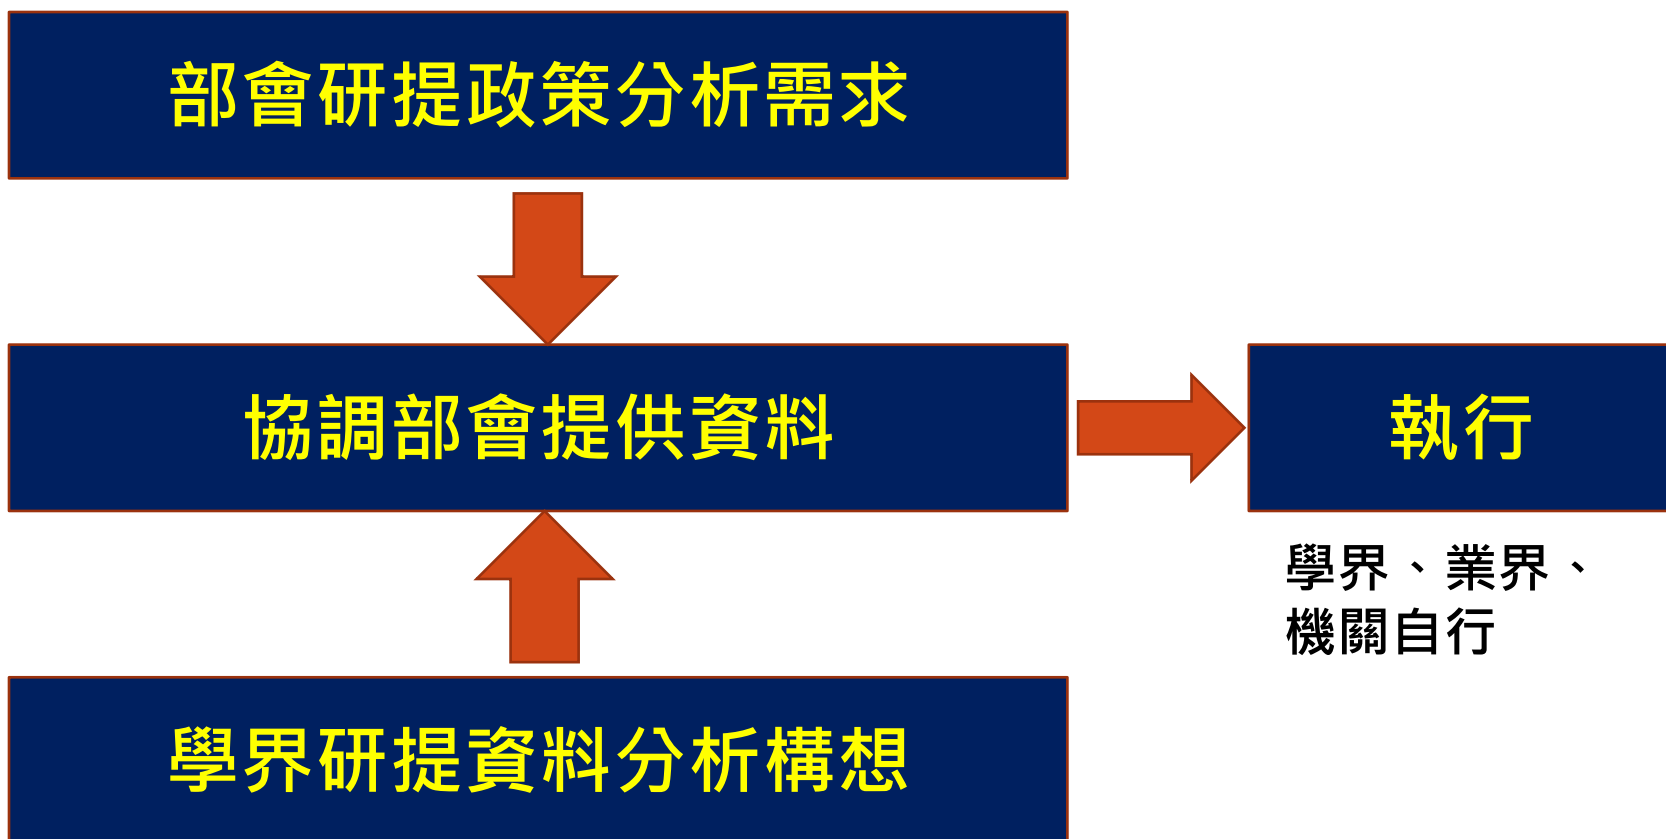 部會研提政策分析需求
協調部會提供資料
執行
學界、業界、
機關自行
學界研提資料分析構想